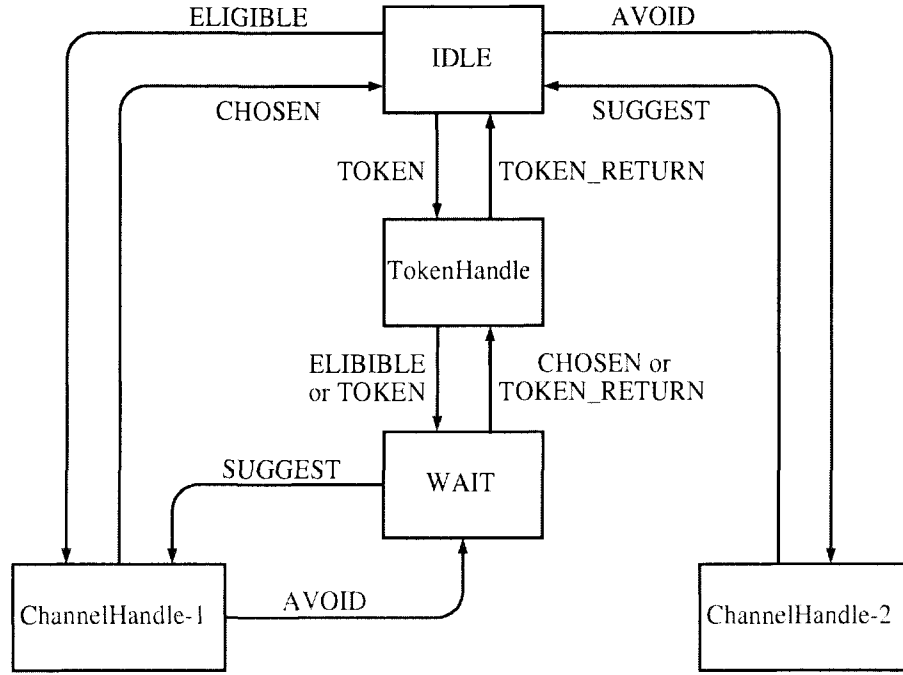 ELIGIBLE
AVOID
IDLE
CHOSEN
SUGGEST
TOKEN
TOKEN_RETURN
TokenHandle
ELIBIBLE
or TOKEN
CHOSEN or
TOKEN_RETURN
SUGGEST
WAIT
ChannelHandle-1
AVOID
ChannelHandle-2